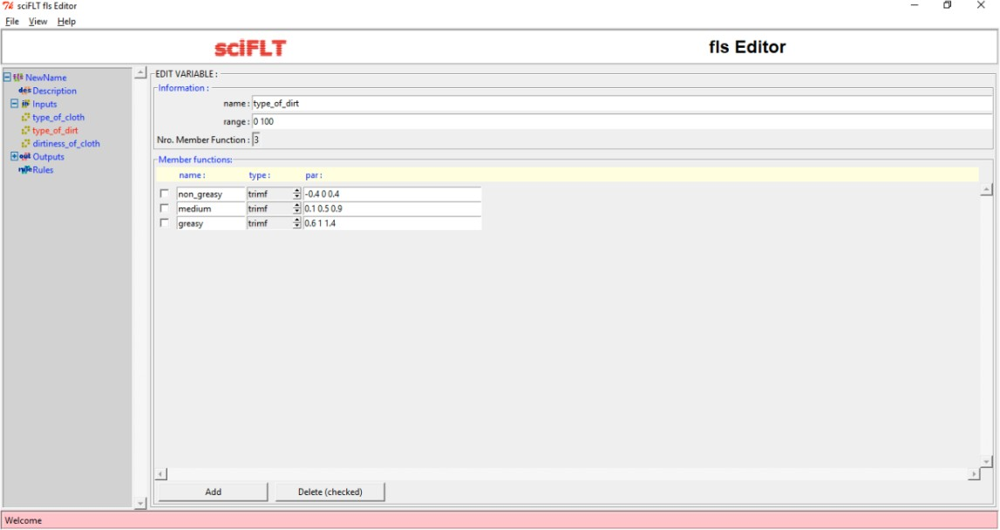 sciFLT fls Editor
File View Help
sciFLT
fls Editor
NewName
des Description
Inputs
type_of_cloth
type_of_dirt
dirtiness_of_cloth
out Outputs
rule Rules
EDIT VARIABLE :
Information :
name : type_of_dirt
range : 0 100
Nro. Member Function : 3
Member functions:
name : type : par :
non_greasy trimf -0.4 0 0.4
medium trimf 0.1 0.5 0.9
greasy trimf 0.6 1 1.4
Add Delete (checked)
Welcome